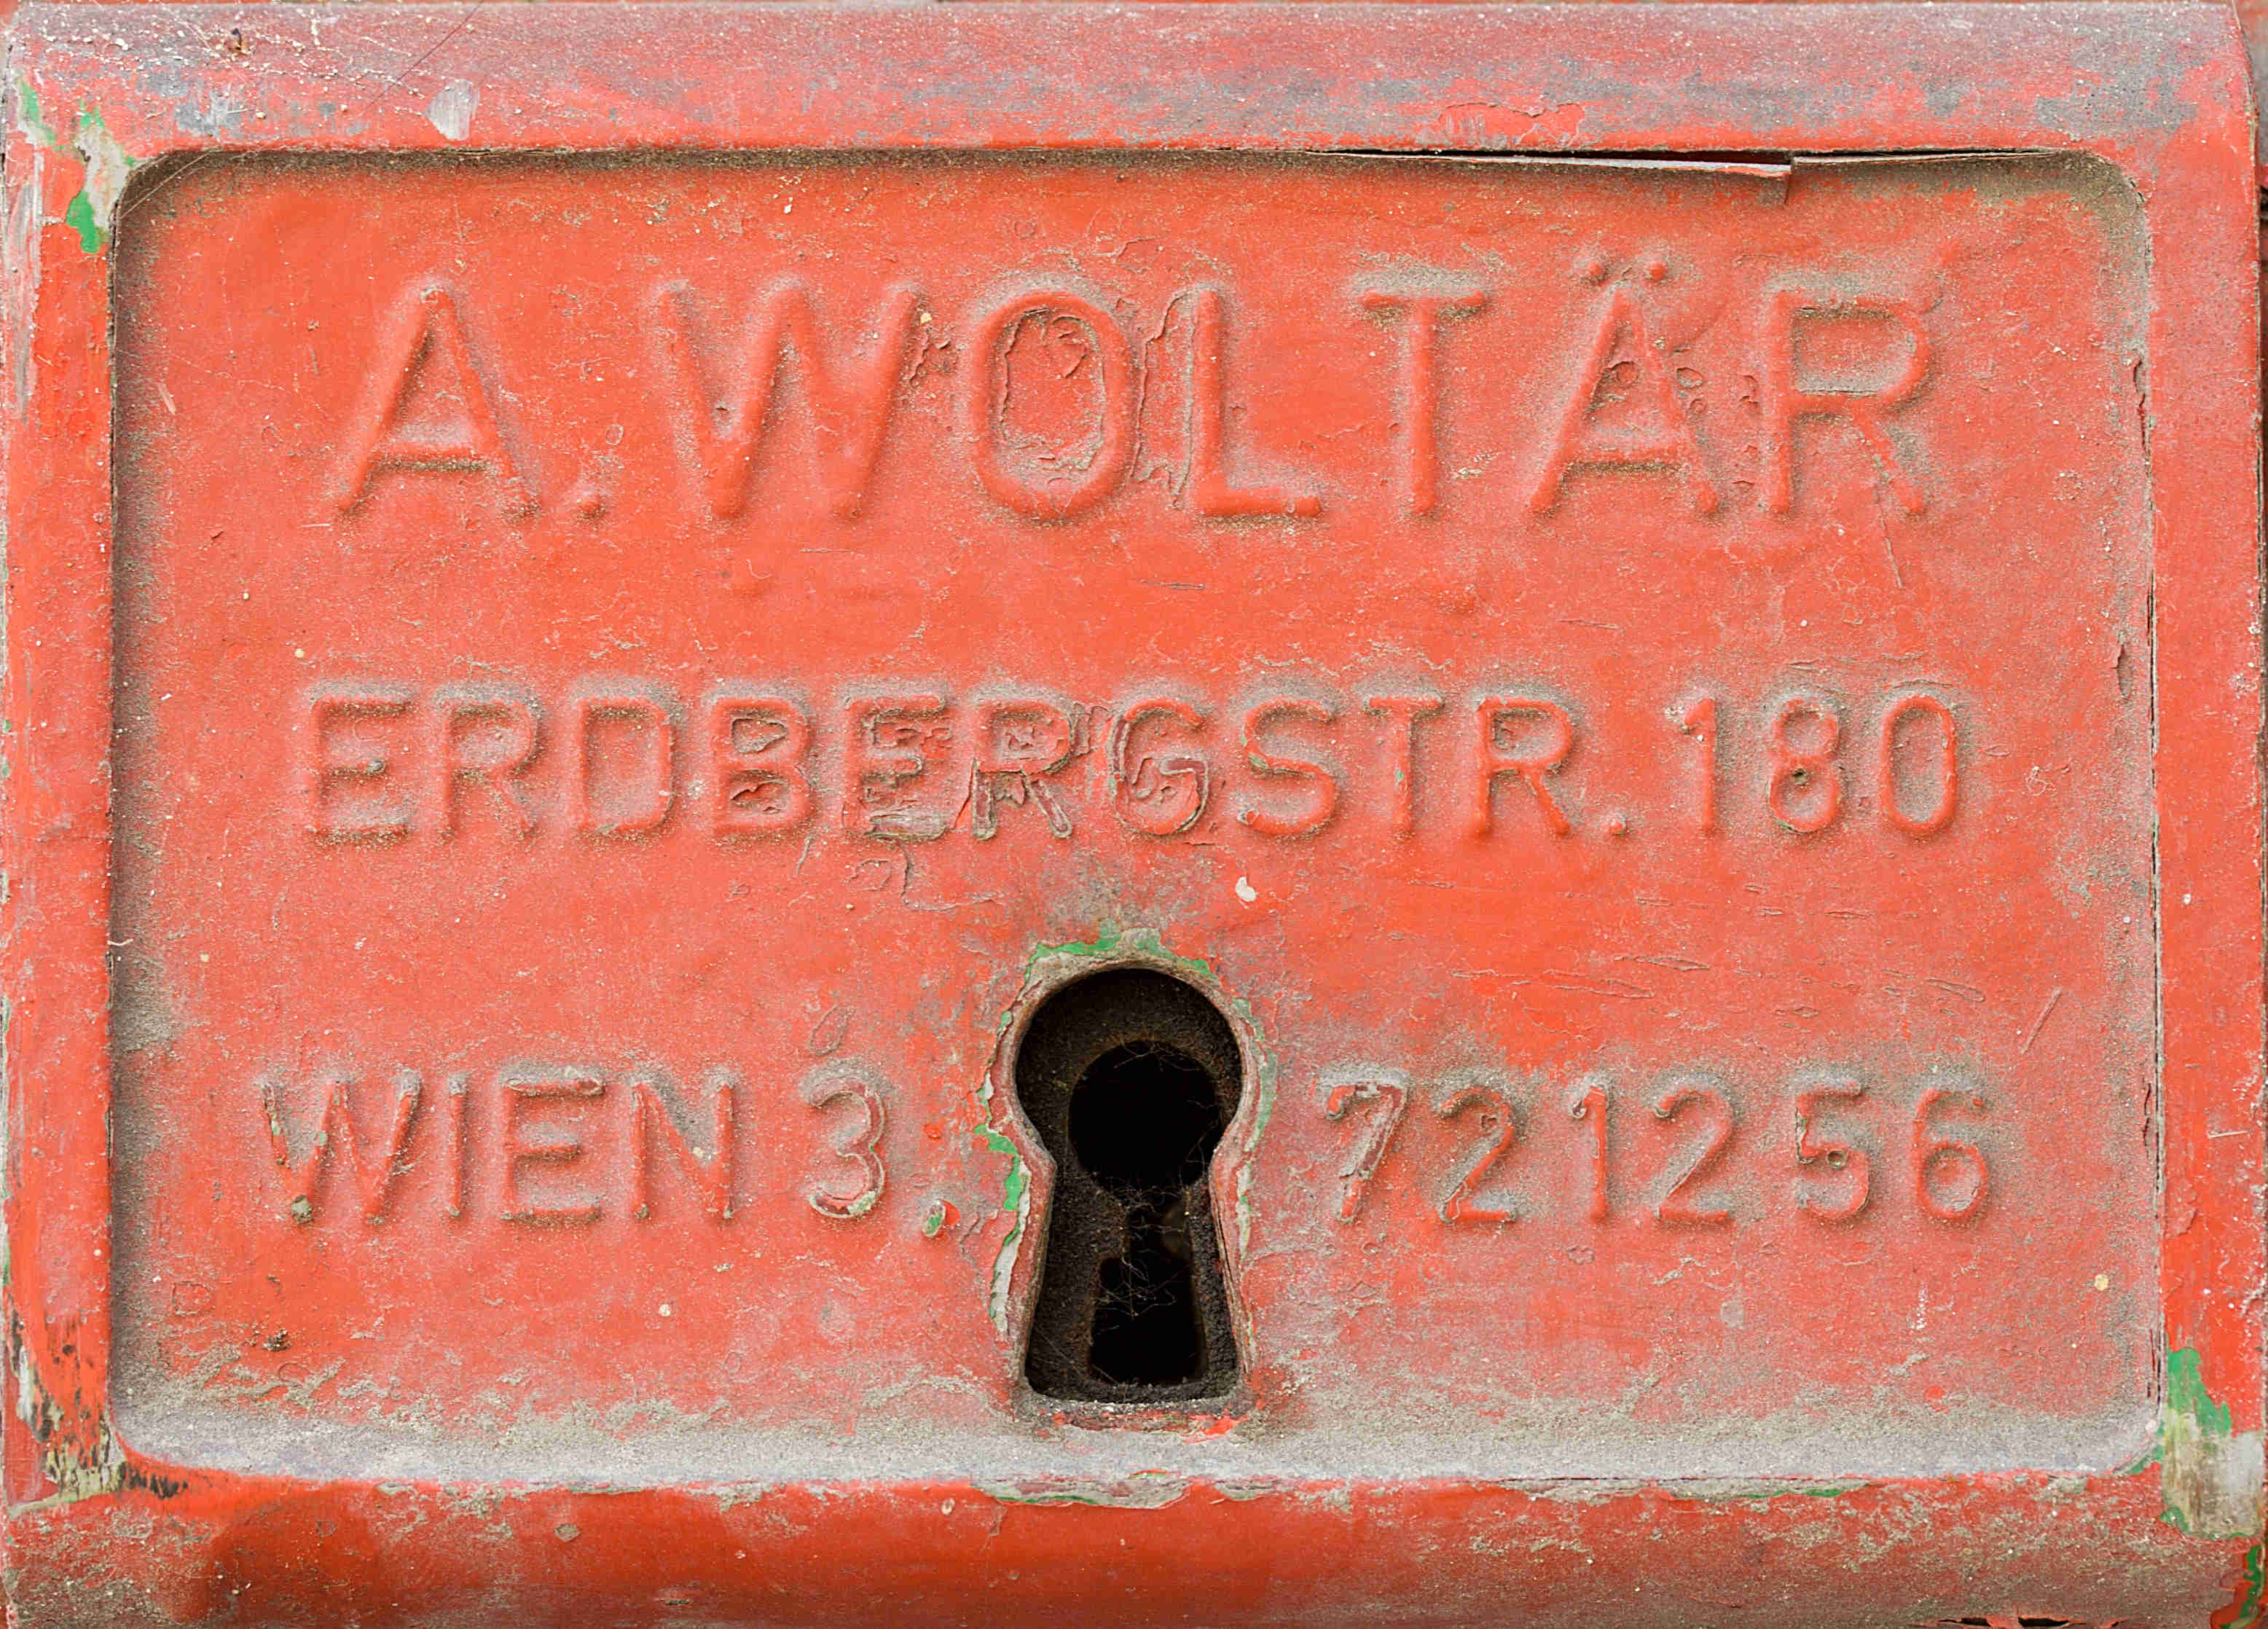 A. WOLTÄR
ERDBERGSTR. 180
WIEN 3, 721256